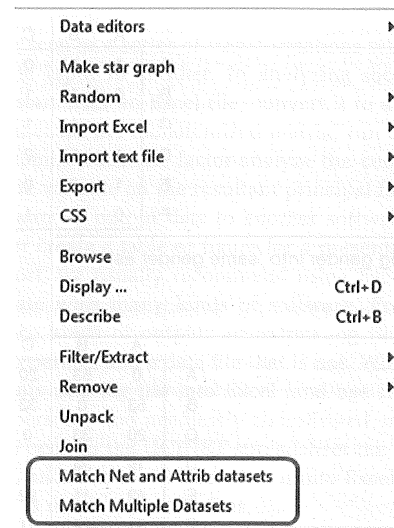 Data editors
Make star graph
Random
Import Excel
Import text file
Export
CSS
Browse
Display ... Ctrl+D
Describe Ctrl+B
Filter/Extract
Remove
Unpack
Join
Match Net and Attrib datasets
Match Multiple Datasets